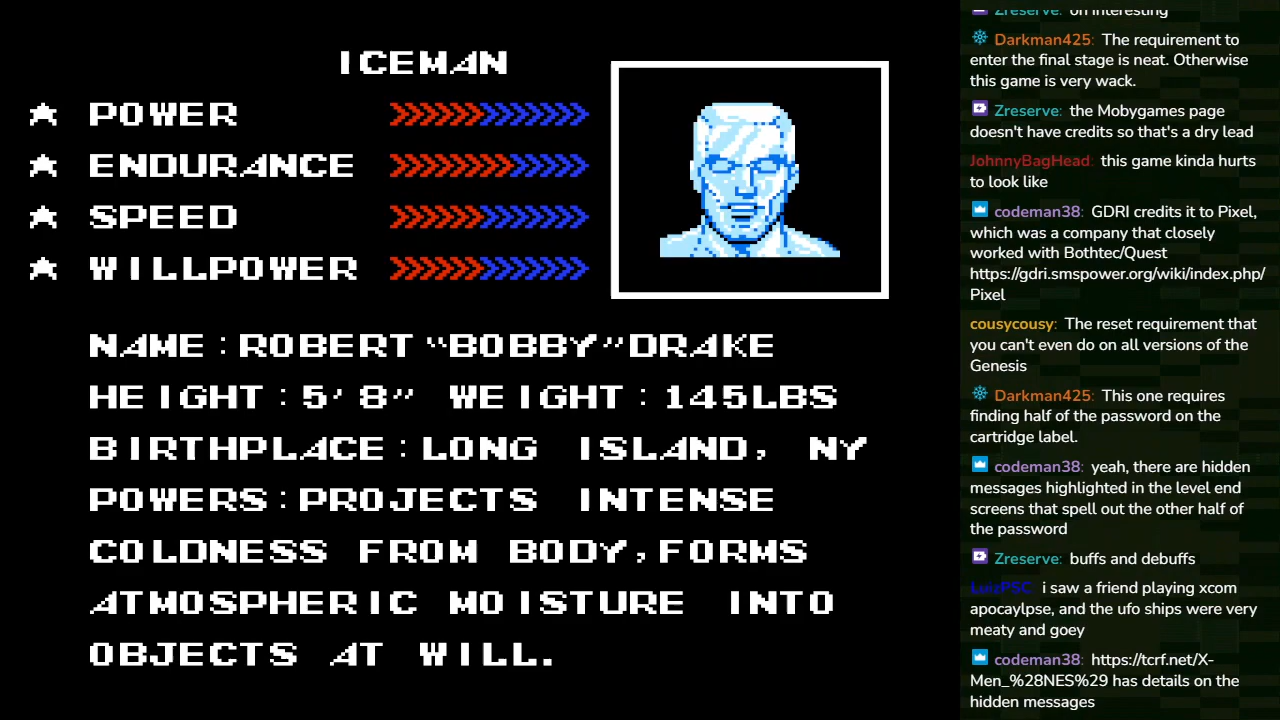 ICEMAN
POWER
ENDURANCE
SPEED
WILLPOWER
NAME:ROBERT "BOBBY"DRAKE
HEIGHT:5'8" WEIGHT:145LBS
BIRTHPLACE:LONG ISLAND, NY
POWERS:PROJECTS INTENSE
COLDNESS FROM BODY,FORMS
ATMOSPHERIC MOISTURE INTO
OBJECTS AT WILL.
Zreserve: oh interesting
Darkman425: The requirement to
enter the final stage is neat. Otherwise
this game is very wack.
Zreserve: the Mobygames page
doesn't have credits so that's a dry lead
JohnnyBagHead: this game kinda hurts
to look like
codeman38: GDRI credits it to Pixel,
which was a company that closely
worked with Bothtec/Quest
https://gdri.smspower.org/wiki/index.php/
Pixel
cousycousy: The reset requirement that
you can't even do on all versions of the
Genesis
Darkman425: This one requires
finding half of the password on the
cartridge label.
codeman38: yeah, there are hidden
messages highlighted in the level end
screens that spell out the other half of
the password
Zreserve: buffs and debuffs
LuizPSC: i saw a friend playing xcom
apocaylpse, and the ufo ships were very
meaty and goey
codeman38: https://tcrf.net/X-
Men_%28NES%29 has details on the
hidden messages